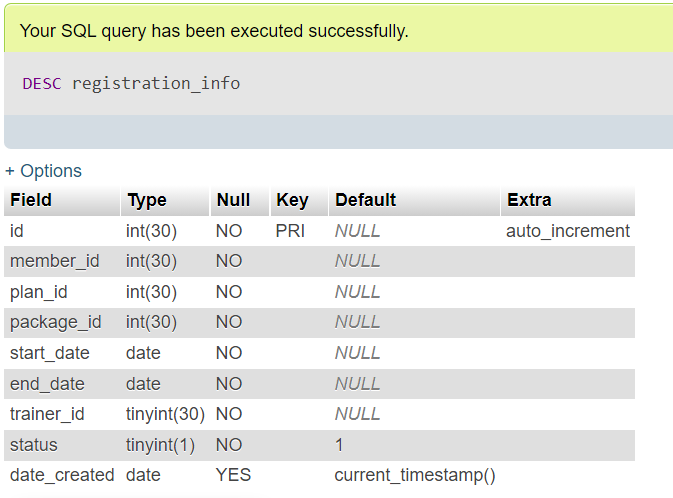 Your SQL query has been executed successfully.
DESC registration_info
+ Options
Field Type Null Key Default Extra
id int(30) NO PRI NULL auto_increment
member_id int(30) NO NULL
plan_id int(30) NO NULL
package_id int(30) NO NULL
start_date date NO NULL
end_date date NO NULL
trainer_id tinyint(30) NO NULL
status tinyint(1) NO 1
date_created date YES current_timestamp()